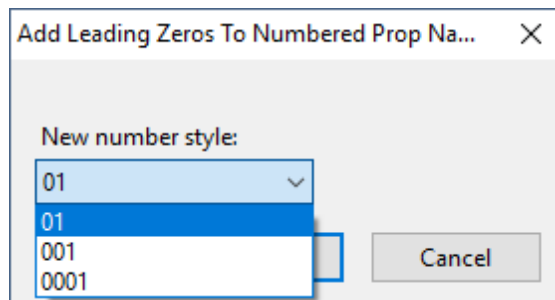 Add Leading Zeros To Numbered Prop Na...
New number style:
01
01
001
0001
Cancel